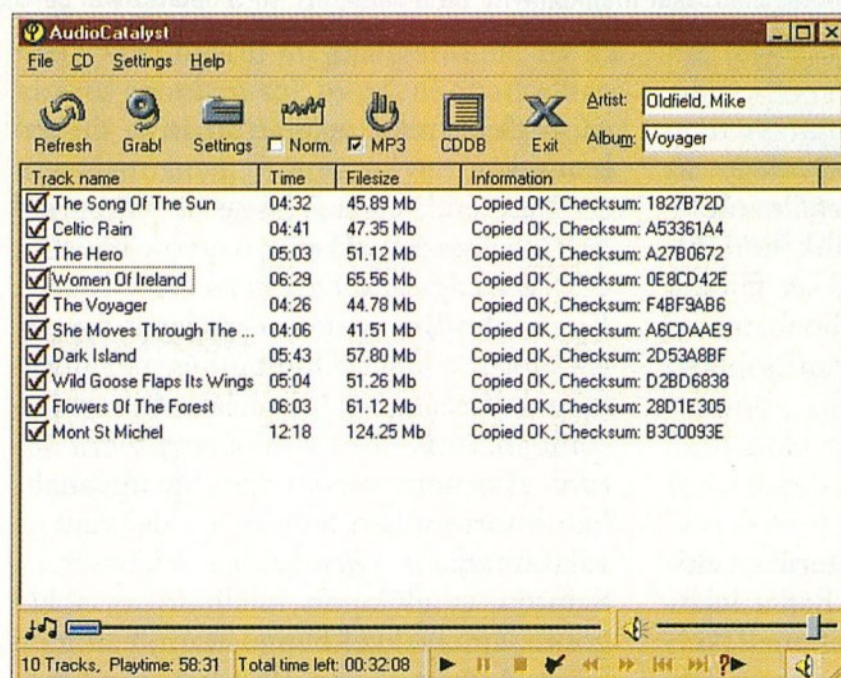 AudioCatalyst
File CD Settings Help
Refresh Grab! Settings Norm. MP3 CDDB Exit
Artist: Oldfield, Mike
Album: Voyager
Track name Time Filesize Information
The Song Of The Sun 04:32 45.89 Mb Copied OK, Checksum: 1827B72D
Celtic Rain 04:41 47.35 Mb Copied OK, Checksum: A53361A4
The Hero 05:03 51.12 Mb Copied OK, Checksum: A27B0672
Women Of Ireland 06:29 65.56 Mb Copied OK, Checksum: 0E8CD42E
The Voyager 04:26 44.78 Mb Copied OK, Checksum: F4BF9AB6
She Moves Through The ... 04:06 41.51 Mb Copied OK, Checksum: A6CDAAE9
Dark Island 05:43 57.80 Mb Copied OK, Checksum: 2D53A8BF
Wild Goose Flaps Its Wings 05:04 51.26 Mb Copied OK, Checksum: D2BD6838
Flowers Of The Forest 06:03 61.12 Mb Copied OK, Checksum: 28D1E305
Mont St Michel 12:18 124.25 Mb Copied OK, Checksum: B3C0093E
10 Tracks, Playtime: 58:31 Total time left: 00:32:08